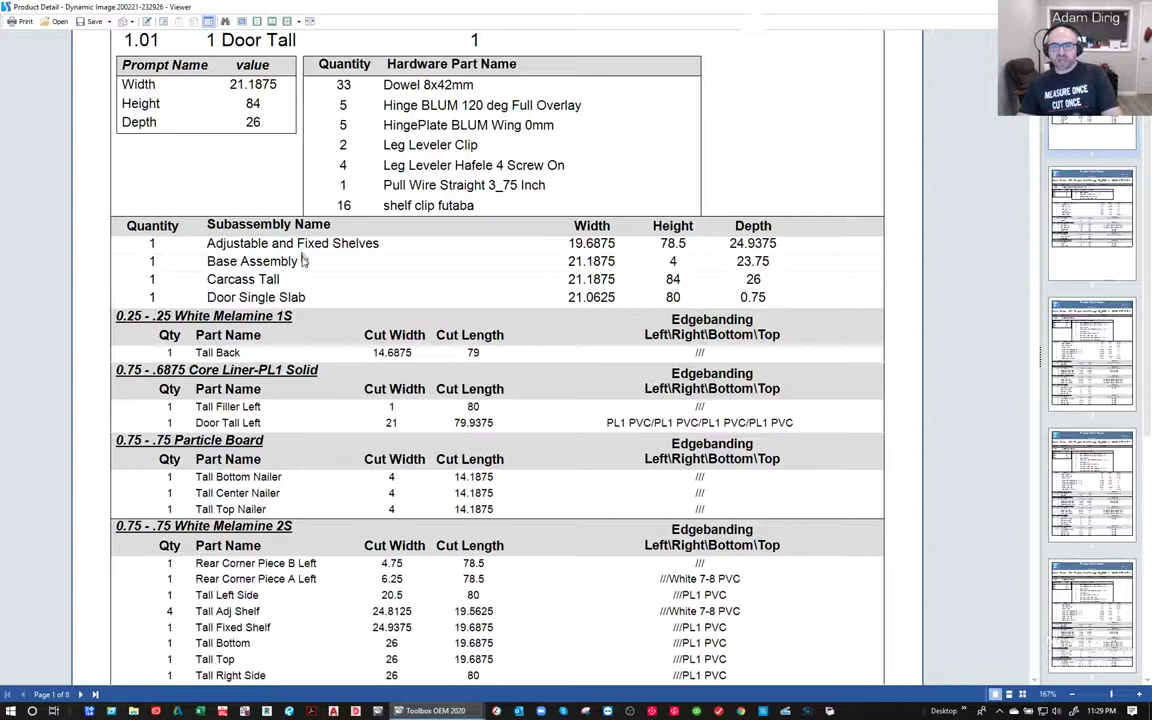 Product Detail - Dynamic Image 200221-232926 - Viewer
Print Open Save
Adam Dirig
MEASURE ONCE
CUT ONCE
1.01 1 Door Tall 1
Prompt Name value
Width 21.1875
Height 84
Depth 26
Quantity Hardware Part Name
33 Dowel 8x42mm
5 Hinge BLUM 120 deg Full Overlay
5 HingePlate BLUM Wing 0mm
2 Leg Leveler Clip
4 Leg Leveler Hafele 4 Screw On
1 Pull Wire Straight 3_75 Inch
16 shelf clip futaba
Quantity Subassembly Name Width Height Depth
1 Adjustable and Fixed Shelves 19.6875 78.5 24.9375
1 Base Assembly 21.1875 4 23.75
1 Carcass Tall 21.1875 84 26
1 Door Single Slab 21.0625 80 0.75
0.25 - .25 White Melamine 1S
Edgebanding
Qty Part Name Cut Width Cut Length Left\Right\Bottom\Top
1 Tall Back 14.6875 79 ///
0.75 - .6875 Core Liner-PL1 Solid
Edgebanding
Qty Part Name Cut Width Cut Length Left\Right\Bottom\Top
1 Tall Filler Left 1 80 ///
1 Door Tall Left 21 79.9375 PL1 PVC/PL1 PVC/PL1 PVC/PL1 PVC
0.75 - .75 Particle Board
Edgebanding
Qty Part Name Cut Width Cut Length Left\Right\Bottom\Top
1 Tall Bottom Nailer 4 14.1875 ///
1 Tall Center Nailer 4 14.1875 ///
1 Tall Top Nailer 4 14.1875 ///
0.75 - .75 White Melamine 2S
Edgebanding
Qty Part Name Cut Width Cut Length Left\Right\Bottom\Top
1 Rear Corner Piece B Left 4.75 78.5 ///
1 Rear Corner Piece A Left 6.25 78.5 ///White 7-8 PVC
1 Tall Left Side 20.5 80 ///PL1 PVC
4 Tall Adj Shelf 24.8125 19.5625 ///White 7-8 PVC
1 Tall Fixed Shelf 24.9375 19.6875 ///PL1 PVC
1 Tall Bottom 26 19.6875 ///PL1 PVC
1 Tall Top 26 19.6875 ///PL1 PVC
1 Tall Right Side 26 80 ///PL1 PVC
Page 1 of 8 167%
Toolbox OEM 2020 Desktop 11:29 PM